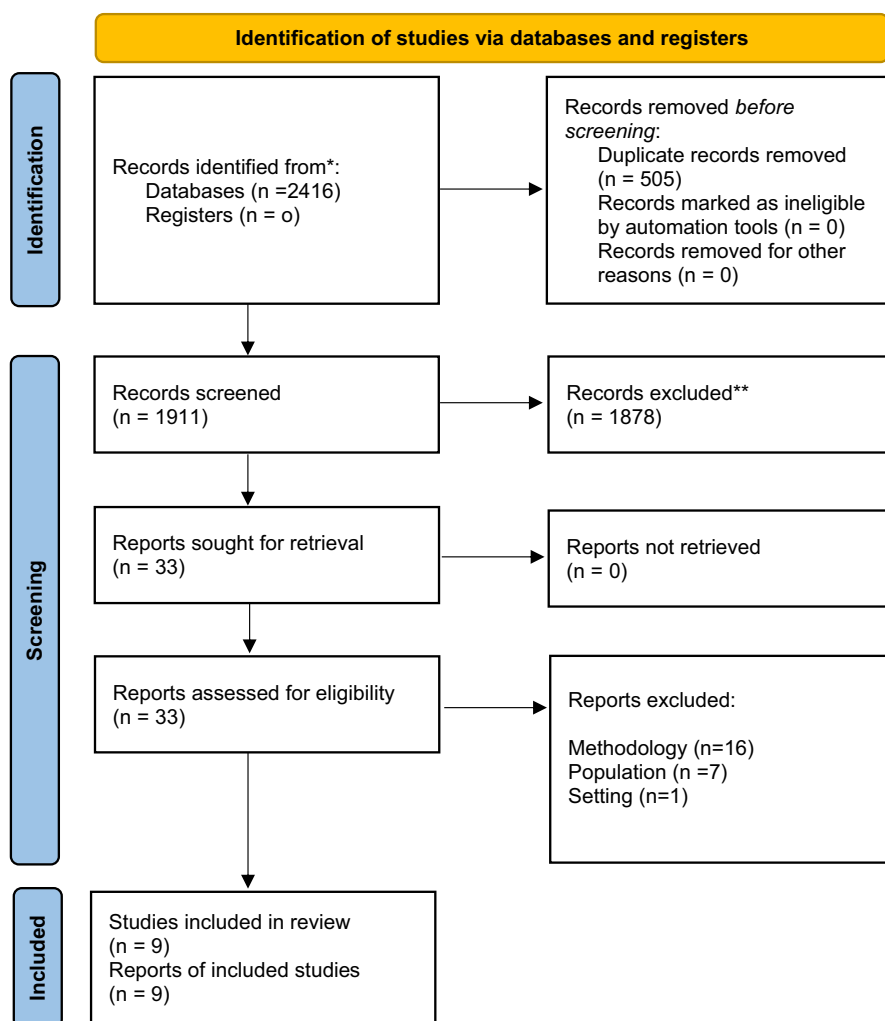 Identification of studies via databases and registers
Identification
Records identified from*:
Databases (n =2416)
Registers (n = o)
Records removed before
screening:
Duplicate records removed
(n = 505)
Records marked as ineligible
by automation tools (n = 0)
Records removed for other
reasons (n = 0)
Screening
Records screened
(n = 1911)
Records excluded**
(n = 1878)
Reports sought for retrieval
(n = 33)
Reports not retrieved
(n = 0)
Reports assessed for eligibility
(n = 33)
Reports excluded:
Methodology (n=16)
Population (n =7)
Setting (n=1)
Included
Studies included in review
(n = 9)
Reports of included studies
(n = 9)